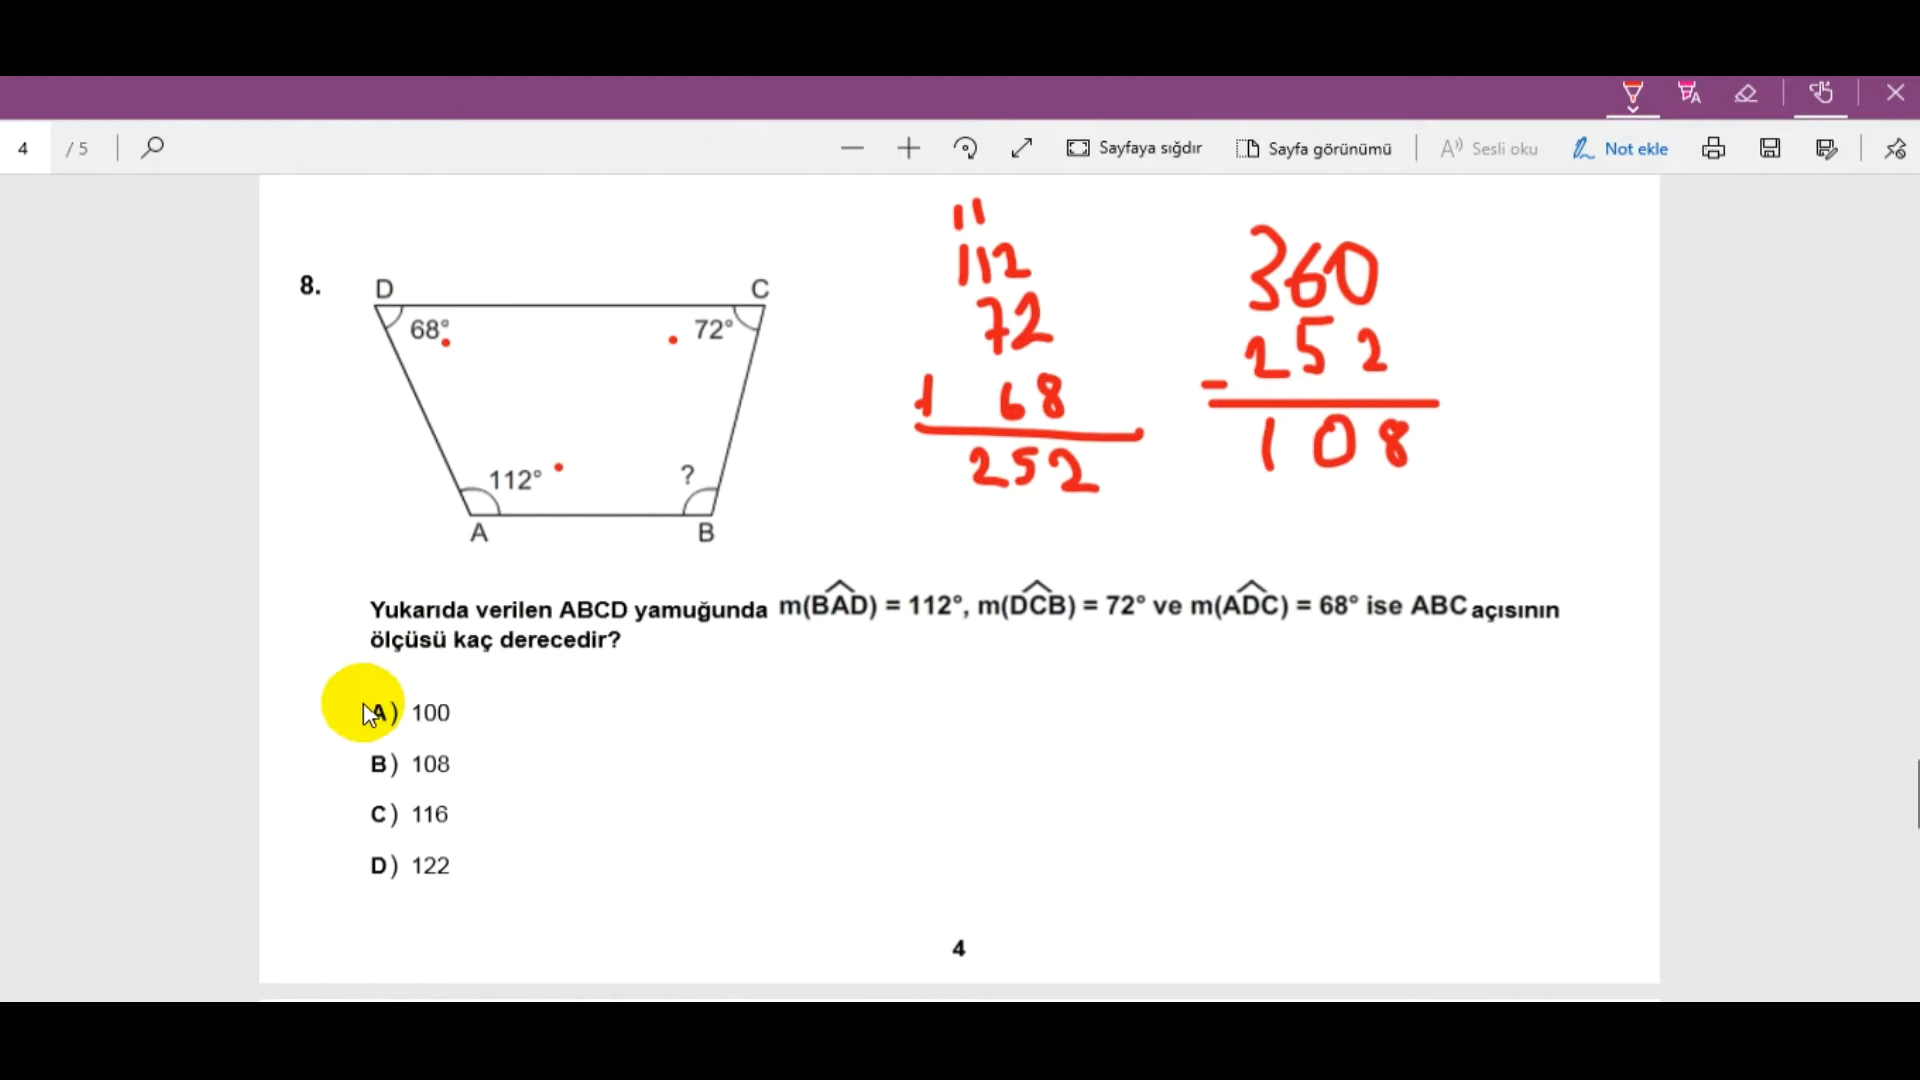 4 / 5 Sayfaya sığdır Sayfa görünümü A Sesli oku Not ekle
8.
D C
68° 72°
112° ?
A B
11
112
72
+ 68
252
360
- 252
108
Yukarıda verilen ABCD yamuğunda m(BAD) = 112°, m(DCB) = 72° ve m(ADC) = 68° ise ABC açısının
ölçüsü kaç derecedir?
A) 100
B) 108
C) 116
D) 122
4